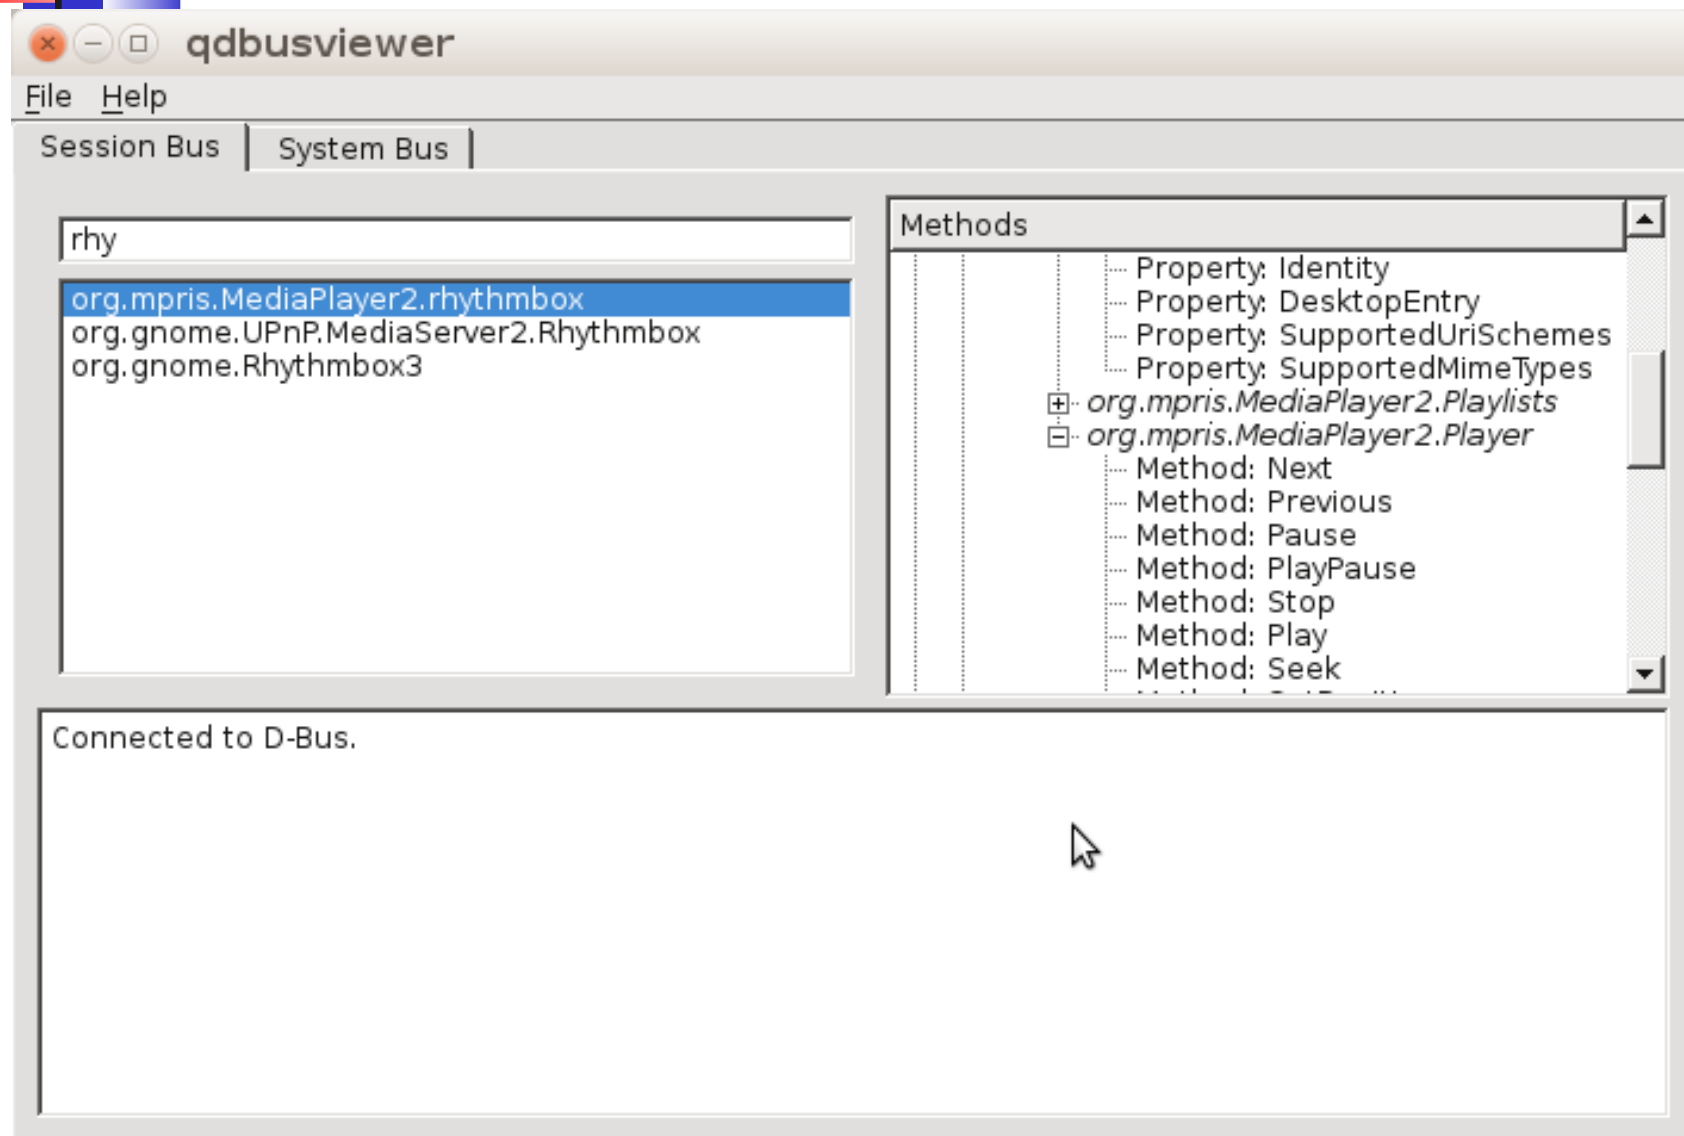 qdbusviewer
File Help
Session Bus System Bus
rhy
org.mpris.MediaPlayer2.rhythmbox
org.gnome.UPnP.MediaServer2.Rhythmbox
org.gnome.Rhythmbox3
Methods
Property: Identity
Property: DesktopEntry
Property: SupportedUriSchemes
Property: SupportedMimeTypes
org.mpris.MediaPlayer2.Playlists
org.mpris.MediaPlayer2.Player
Method: Next
Method: Previous
Method: Pause
Method: PlayPause
Method: Stop
Method: Play
Method: Seek
Connected to D-Bus.